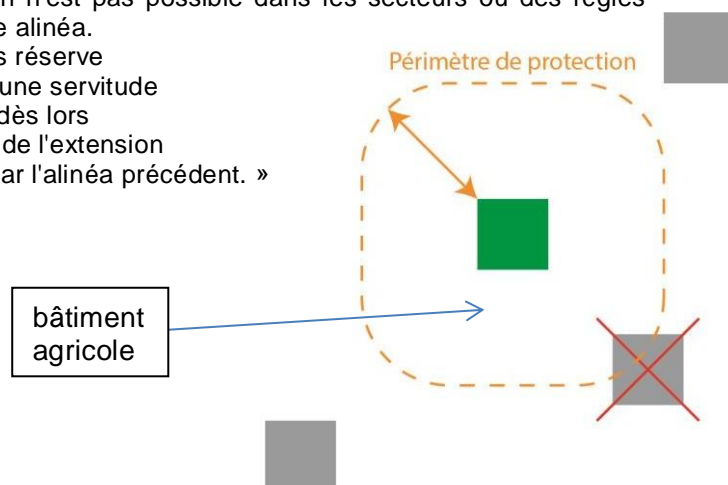 n n'est pas possible dans les secteurs où des règles
e alinéa.
s réserve
une servitude
dès lors
de l'extension
ar l'alinéa précédent. »
Périmètre de protection
bâtiment
agricole